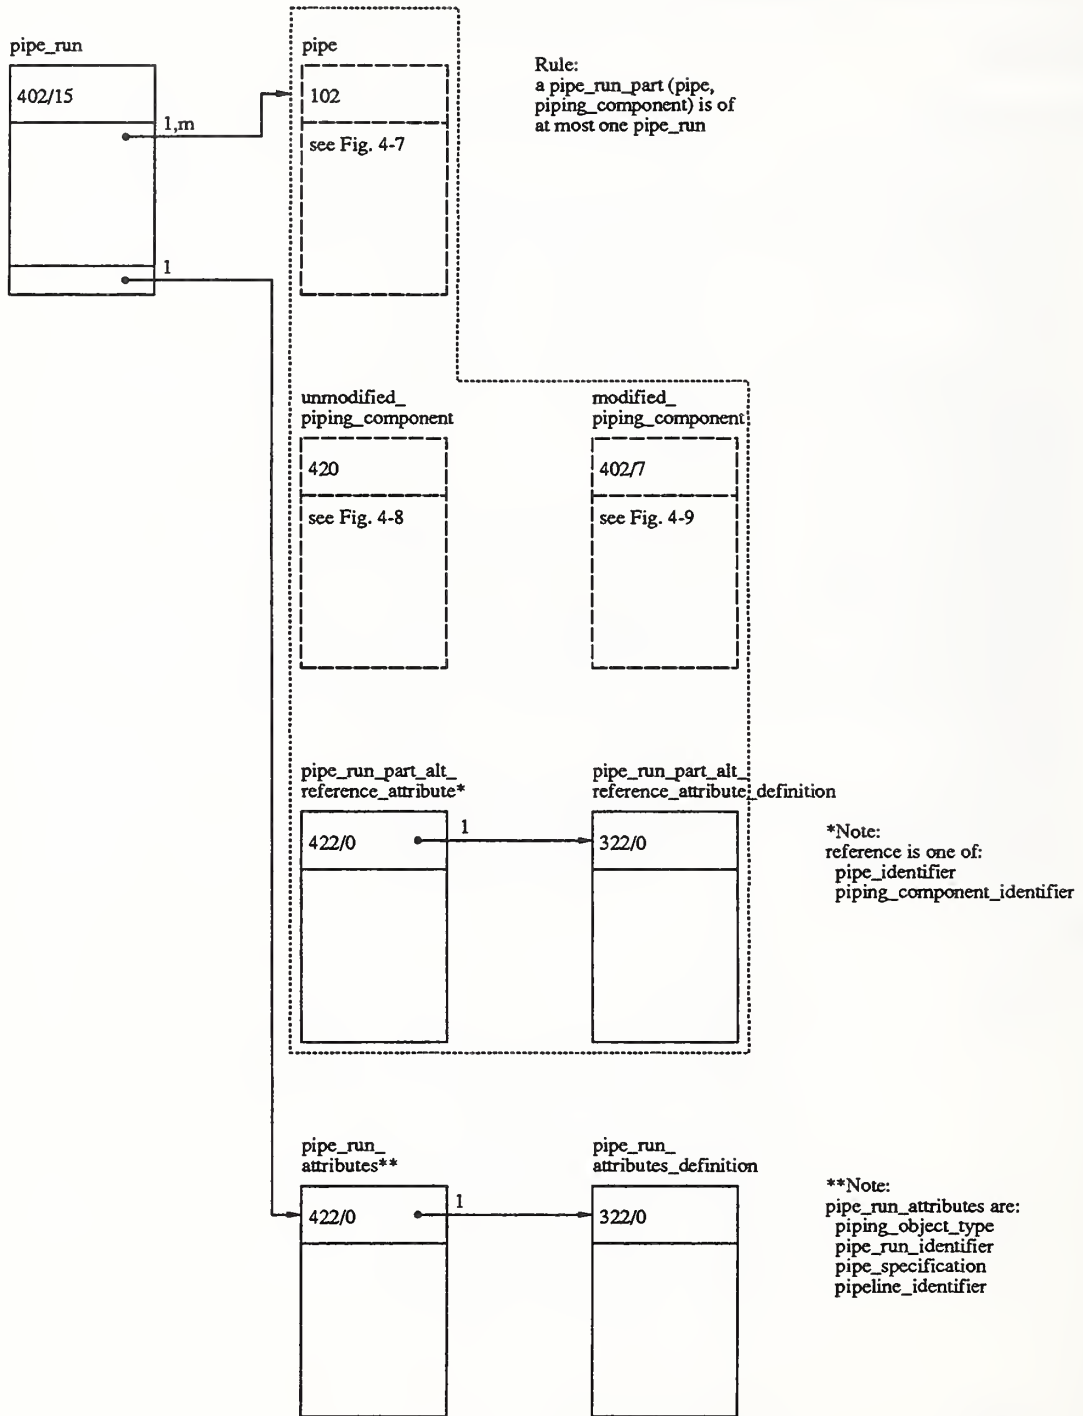 pipe_run
402/15
1,m
1
pipe
102
see Fig. 4-7
Rule:
a pipe_run_part (pipe,
piping_component) is of
at most one pipe_run
unmodified_
piping_component
420
see Fig. 4-8
modified_
piping_component
402/7
see Fig. 4-9
pipe_run_part_alt_
reference_attribute*
422/0
1
pipe_run_part_alt_
reference_attribute_definition
322/0
*Note:
reference is one of:
pipe_identifier
piping_component_identifier
pipe_run_
attributes**
422/0
1
pipe_run_
attributes_definition
322/0
**Note:
pipe_run_attributes are:
piping_object_type
pipe_run_identifier
pipe_specification
pipeline_identifier